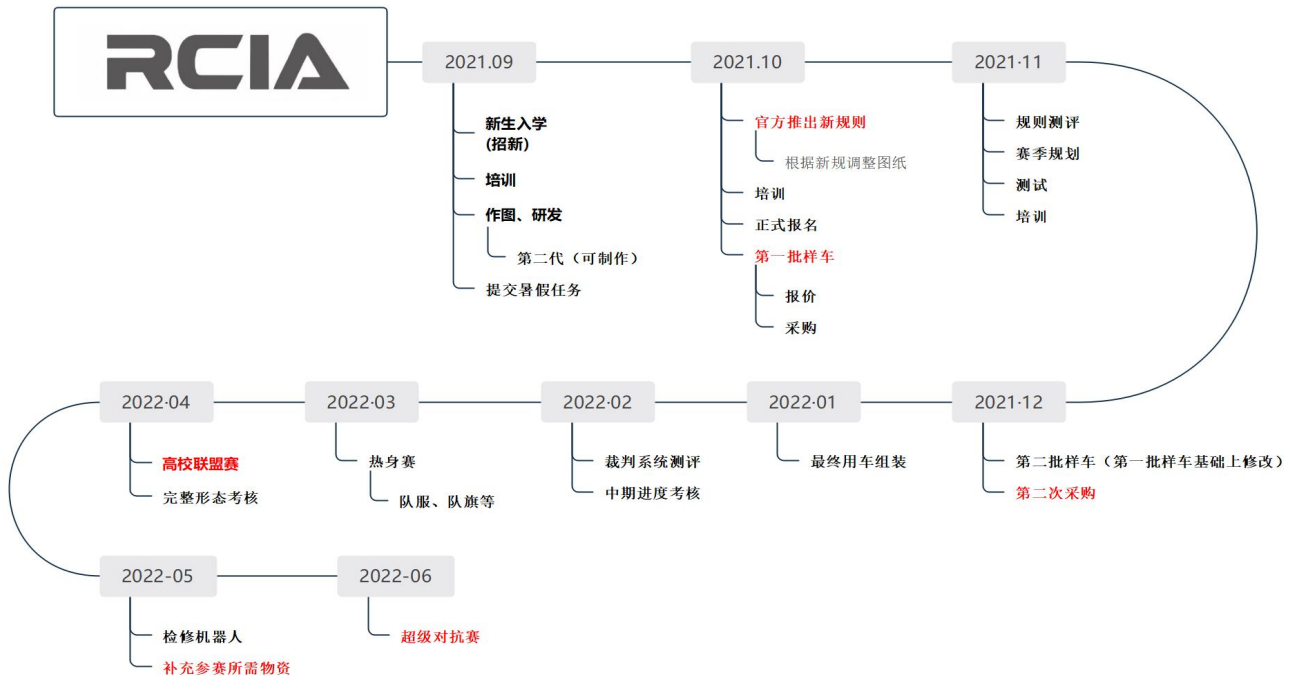 RCIA
2021.09
新生入学
(招新)
培训
作图、研发
第二代（可制作）
提交暑假任务
2021.10
官方推出新规则
根据新规调整图纸
培训
正式报名
第一批样车
报价
采购
2021·11
规则测评
赛季规划
测试
培训
2021·12
第二批样车（第一批样车基础上修改）
第二次采购
2022·01
最终用车组装
2022·02
裁判系统测评
中期进度考核
2022·03
热身赛
队服、队旗等
2022·04
高校联盟赛
完整形态考核
2022-05
检修机器人
补充参赛所需物资
2022-06
超级对抗赛